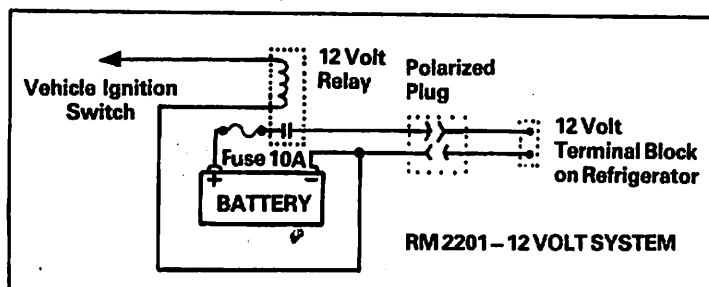 12 Volt
Relay
Polarized
Plug
Vehicle Ignition
Switch
12 Volt
Terminal Block
on Refrigerator
Fuse 10A
+ −
BATTERY
RM 2201 – 12 VOLT SYSTEM